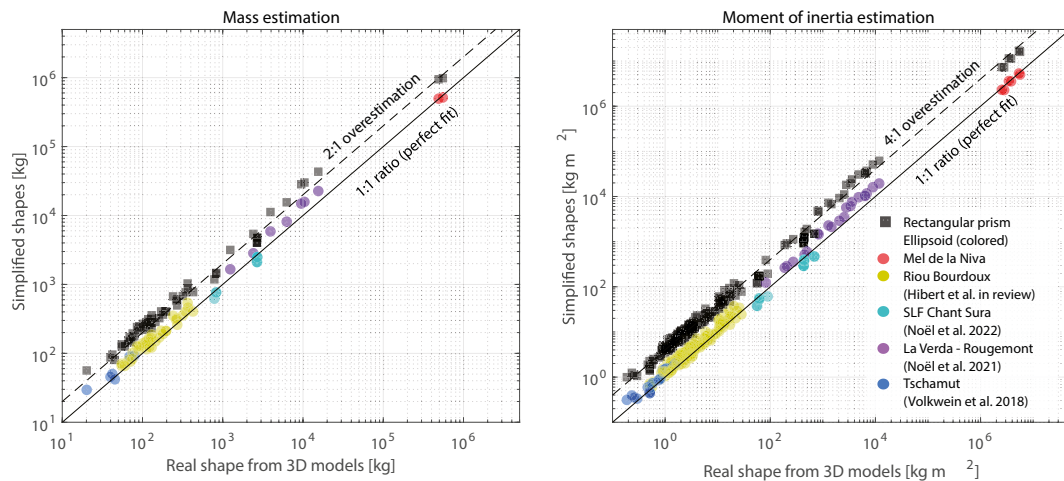 Mass estimation
Simplified shapes [kg]
10^6
10^5
10^4
10^3
10^2
10^1
2:1 overestimation
1:1 ratio (perfect fit)
10^1 10^2 10^3 10^4 10^5 10^6
Real shape from 3D models [kg]
Moment of inertia estimation
Simplified shapes [kg m^2]
10^6
10^4
10^2
10^0
4:1 overestimation
1:1 ratio (perfect fit)
Rectangular prism
Ellipsoid (colored)
Mel de la Niva
Riou Bourdoux
(Hibert et al. in review)
SLF Chant Sura
(Noël et al. 2022)
La Verda - Rougemont
(Noël et al. 2021)
Tschamut
(Volkwein et al. 2018)
10^0 10^2 10^4 10^6
Real shape from 3D models [kg m^2]